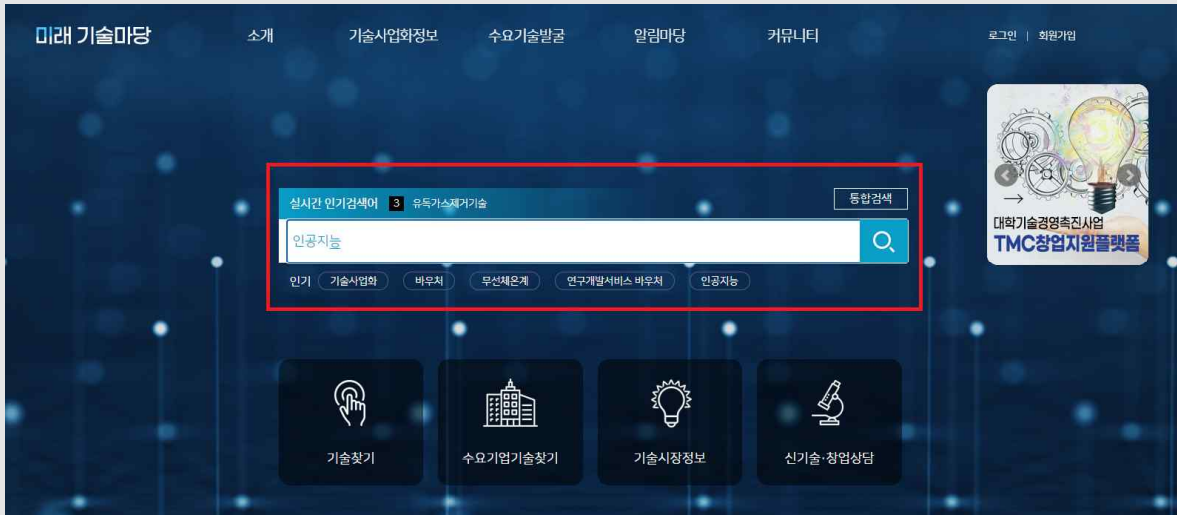 미래 기술마당
소개 기술사업화정보 수요기술발굴 알림마당 커뮤니티
로그인 | 회원가입
실시간 인기검색어 3 유독가스제거기술
통합검색
인공지능
인기 기술사업화 바우처 무선체온계 연구개발서비스 바우처 인공지능
대학기술경영촉진사업
TMC창업지원플랫폼
기술찾기 수요기업기술찾기 기술시장정보 신기술·창업상담